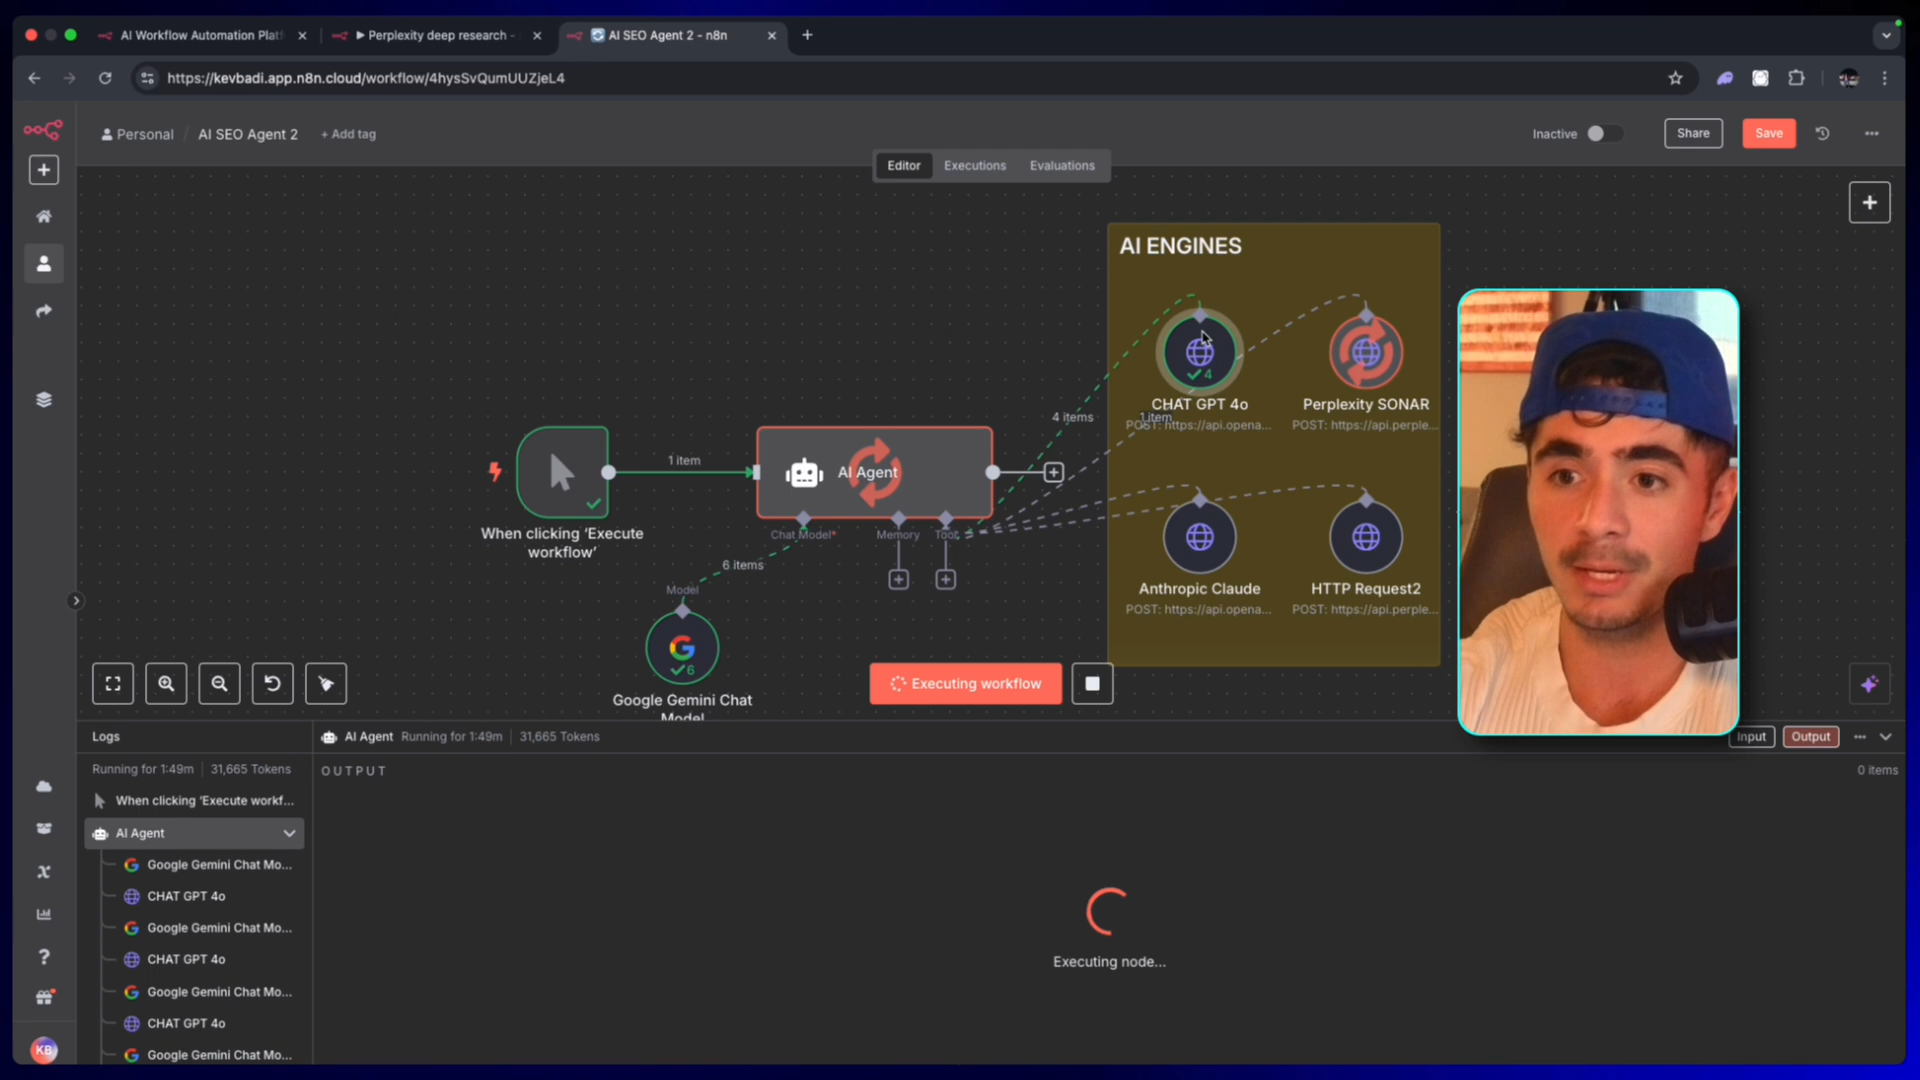 AI Workflow Automation Platf
Perplexity deep research -
AI SEO Agent 2 - n8n
https://kevbadi.app.n8n.cloud/workflow/4hysSvQumUUZjeL4
Personal / AI SEO Agent 2 + Add tag
Inactive
Share
Save
Editor
Executions
Evaluations
AI ENGINES
4
CHAT GPT 4o
POST: https://api.opena...
Perplexity SONAR
POST: https://api.perple...
4 items
1 item
1 item
AI Agent
When clicking ‘Execute
workflow’
Chat Model*
Memory
Tool
6 items
Model
6
Google Gemini Chat
Model
Anthropic Claude
POST: https://api.opena...
HTTP Request2
POST: https://api.perple...
Executing workflow
Logs
AI Agent Running for 1:49m | 31,665 Tokens
Input
Output
Running for 1:49m | 31,665 Tokens
OUTPUT
0 items
When clicking ‘Execute workf...
AI Agent
Google Gemini Chat Mo...
CHAT GPT 4o
Google Gemini Chat Mo...
CHAT GPT 4o
Google Gemini Chat Mo...
CHAT GPT 4o
Google Gemini Chat Mo...
Executing node...
KB